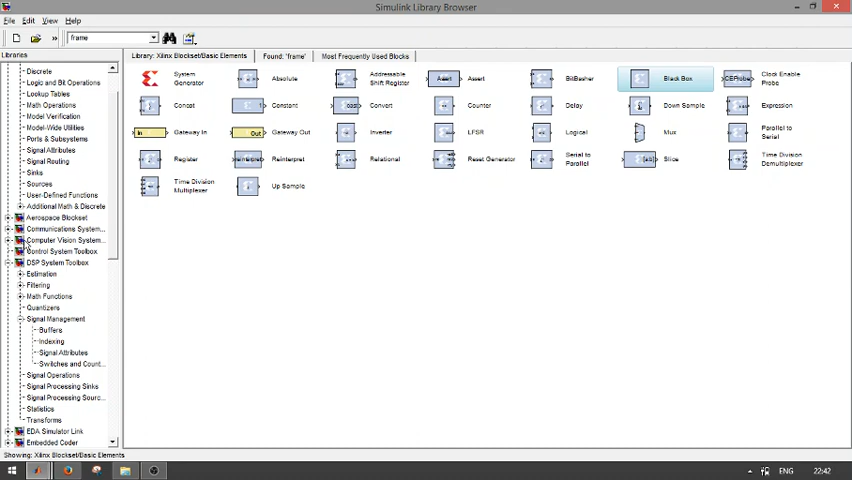 Simulink Library Browser
File Edit View Help
» frame
Libraries
Library: Xilinx Blockset/Basic Elements Found: 'frame' Most Frequently Used Blocks
Discrete
Logic and Bit Operations
Lookup Tables
Math Operations
Model Verification
Model-Wide Utilities
Ports & Subsystems
Signal Attributes
Signal Routing
Sinks
Sources
User-Defined Functions
Additional Math & Discrete
Aerospace Blockset
Communications System...
Computer Vision System...
Control System Toolbox
DSP System Toolbox
Estimation
Filtering
Math Functions
Quantizers
Signal Management
Buffers
Indexing
Signal Attributes
Switches and Count...
Signal Operations
Signal Processing Sinks
Signal Processing Sourc...
Statistics
Transforms
EDA Simulator Link
Embedded Coder
System
Generator
Absolute
Addressable
Shift Register
Assert Assert
BitBasher
Black Box
Clock Enable
Probe
Concat
1 Constant
cast Convert
Counter
Delay
Down Sample
Expression
In Gateway In
Out Gateway Out
Inverter
LFSR
Logical
Mux
Parallel to
Serial
Register
Reinterpret
Relational
Reset Generator
Serial to
Parallel
Slice
Time Division
Demultiplexer
Time Division
Multiplexer
Up Sample
Showing: Xilinx Blockset/Basic Elements
ENG 22:42